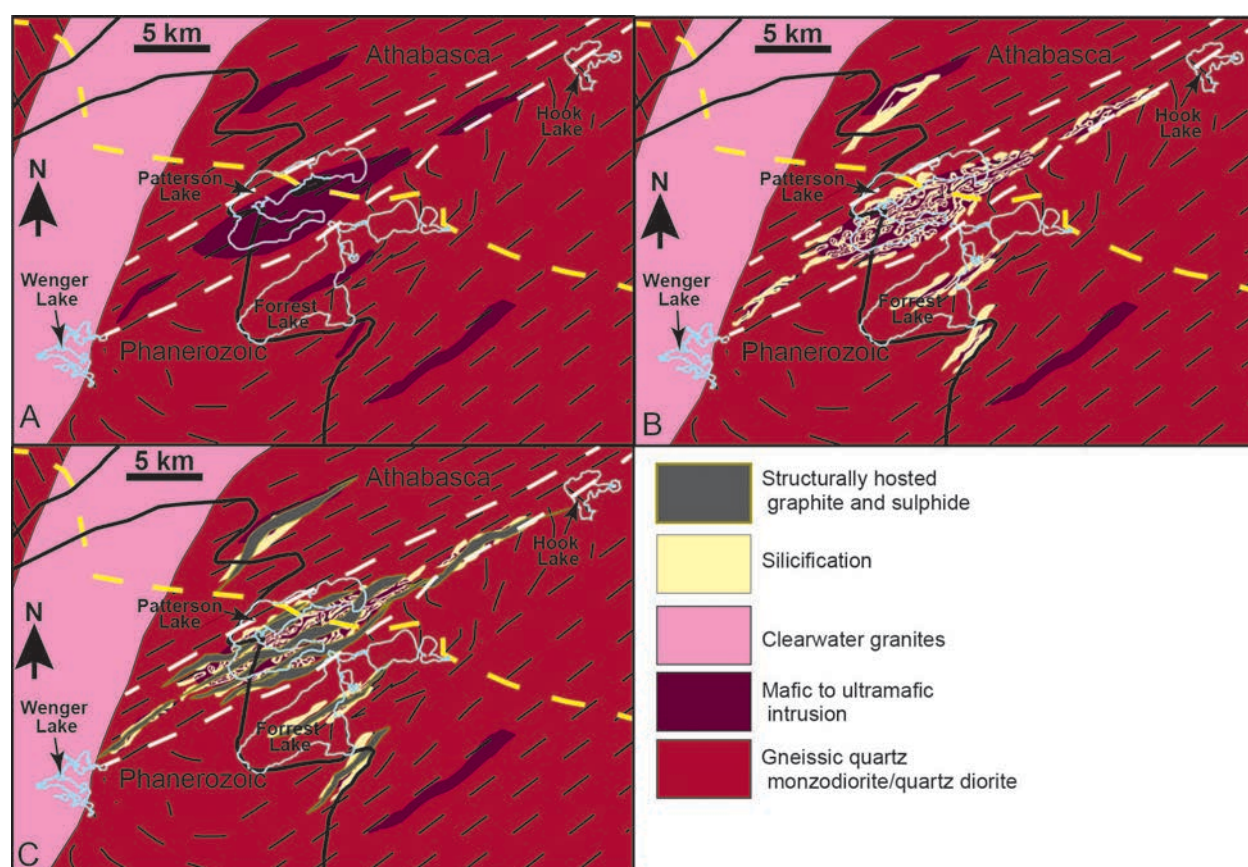 5 km
Athabasca
Hook
Lake
Patterson
Lake
N
Wenger
Lake
Forrest
Lake
Phanerozoic
A
5 km
Athabasca
Hook
Lake
Patterson
Lake
N
Wenger
Lake
Forrest
Lake
Phanerozoic
B
5 km
Athabasca
Hook
Lake
Patterson
Lake
N
Wenger
Lake
Forrest
Lake
Phanerozoic
C
Structurally hosted
graphite and sulphide
Silicification
Clearwater granites
Mafic to ultramafic
intrusion
Gneissic quartz
monzodiorite/quartz diorite